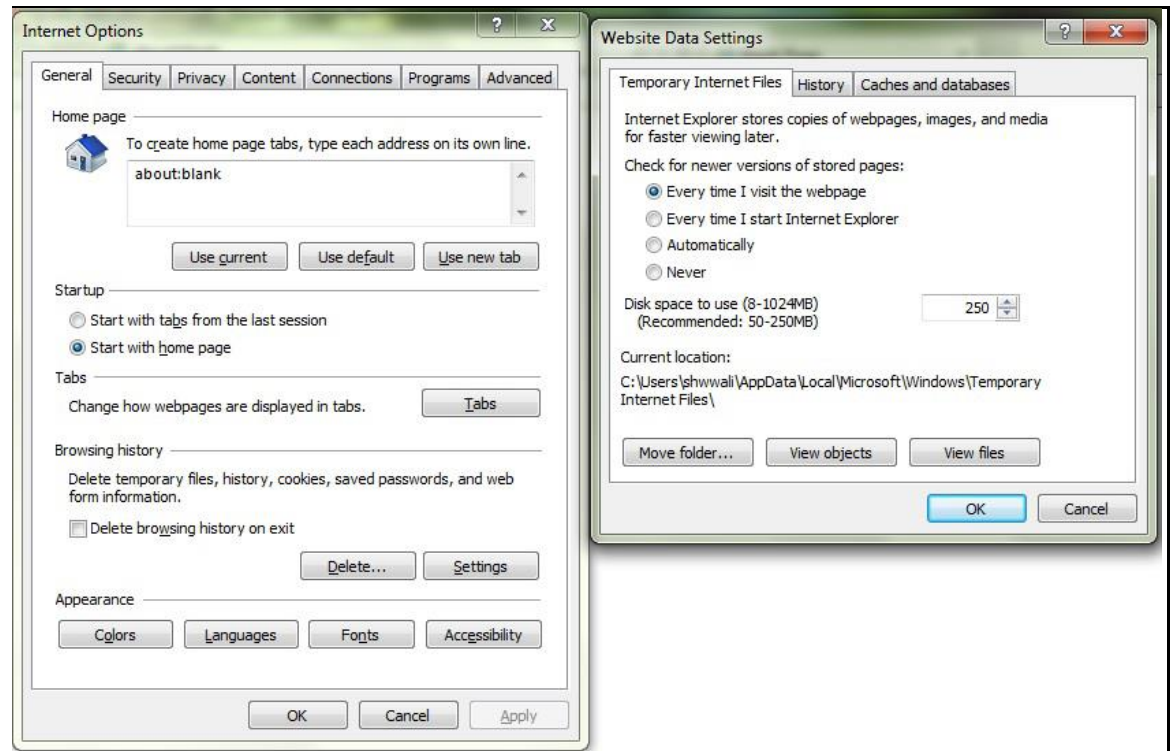 Internet Options
General Security Privacy Content Connections Programs Advanced
Home page
To create home page tabs, type each address on its own line.
about:blank
Use current Use default Use new tab
Startup
Start with tabs from the last session
Start with home page
Tabs
Change how webpages are displayed in tabs. Tabs
Browsing history
Delete temporary files, history, cookies, saved passwords, and web
form information.
Delete browsing history on exit
Delete... Settings
Appearance
Colors Languages Fonts Accessibility
OK Cancel Apply
Website Data Settings
Temporary Internet Files History Caches and databases
Internet Explorer stores copies of webpages, images, and media
for faster viewing later.
Check for newer versions of stored pages:
Every time I visit the webpage
Every time I start Internet Explorer
Automatically
Never
Disk space to use (8-1024MB) 250
(Recommended: 50-250MB)
Current location:
C:\Users\shwwali\AppData\Local\Microsoft\Windows\Temporary
Internet Files\
Move folder... View objects View files
OK Cancel